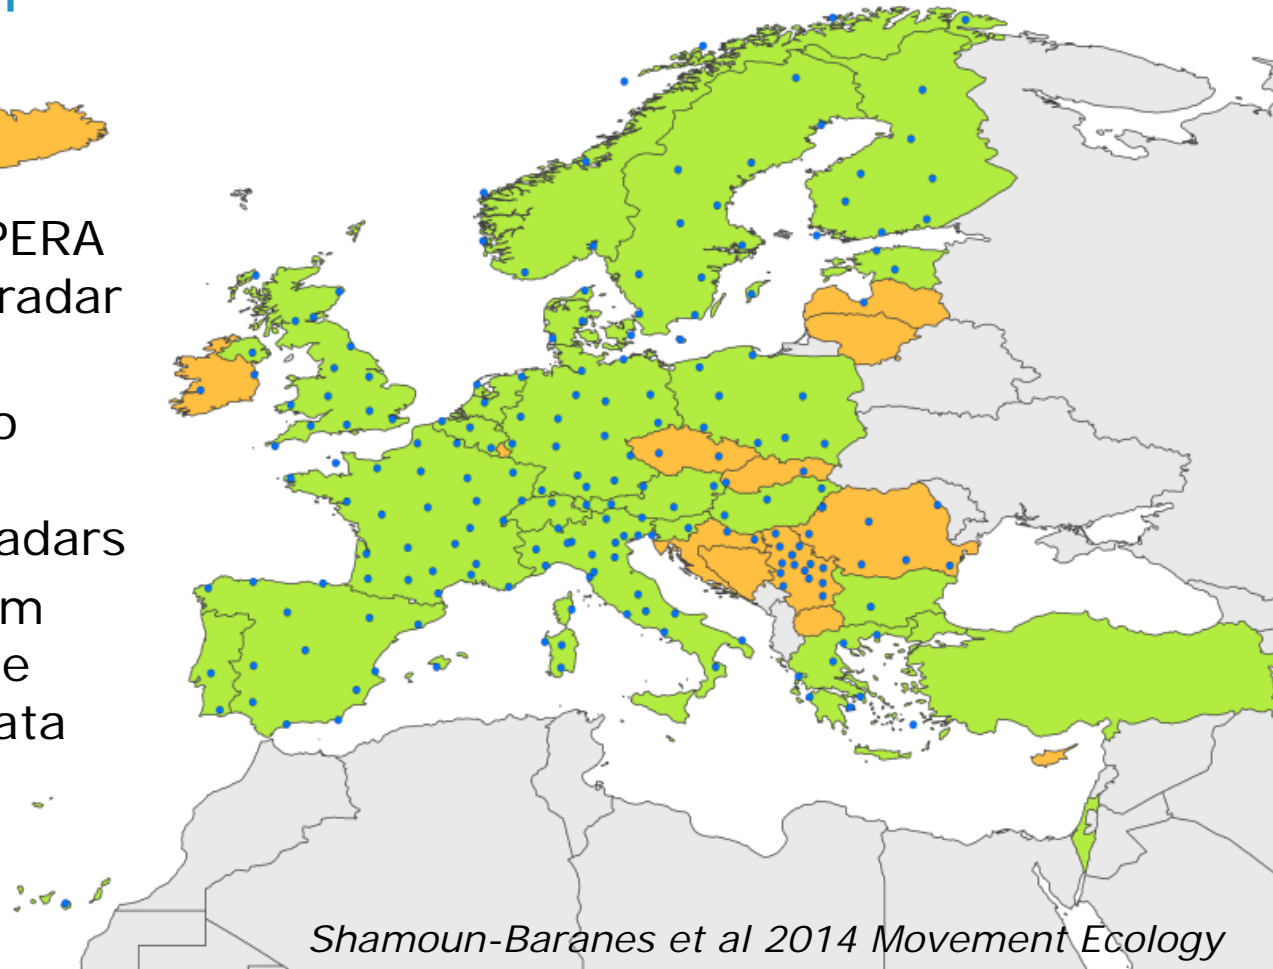 PERA
radar
o
adars
m
e
ata
Shamoun-Baranes et al 2014 Movement Ecology